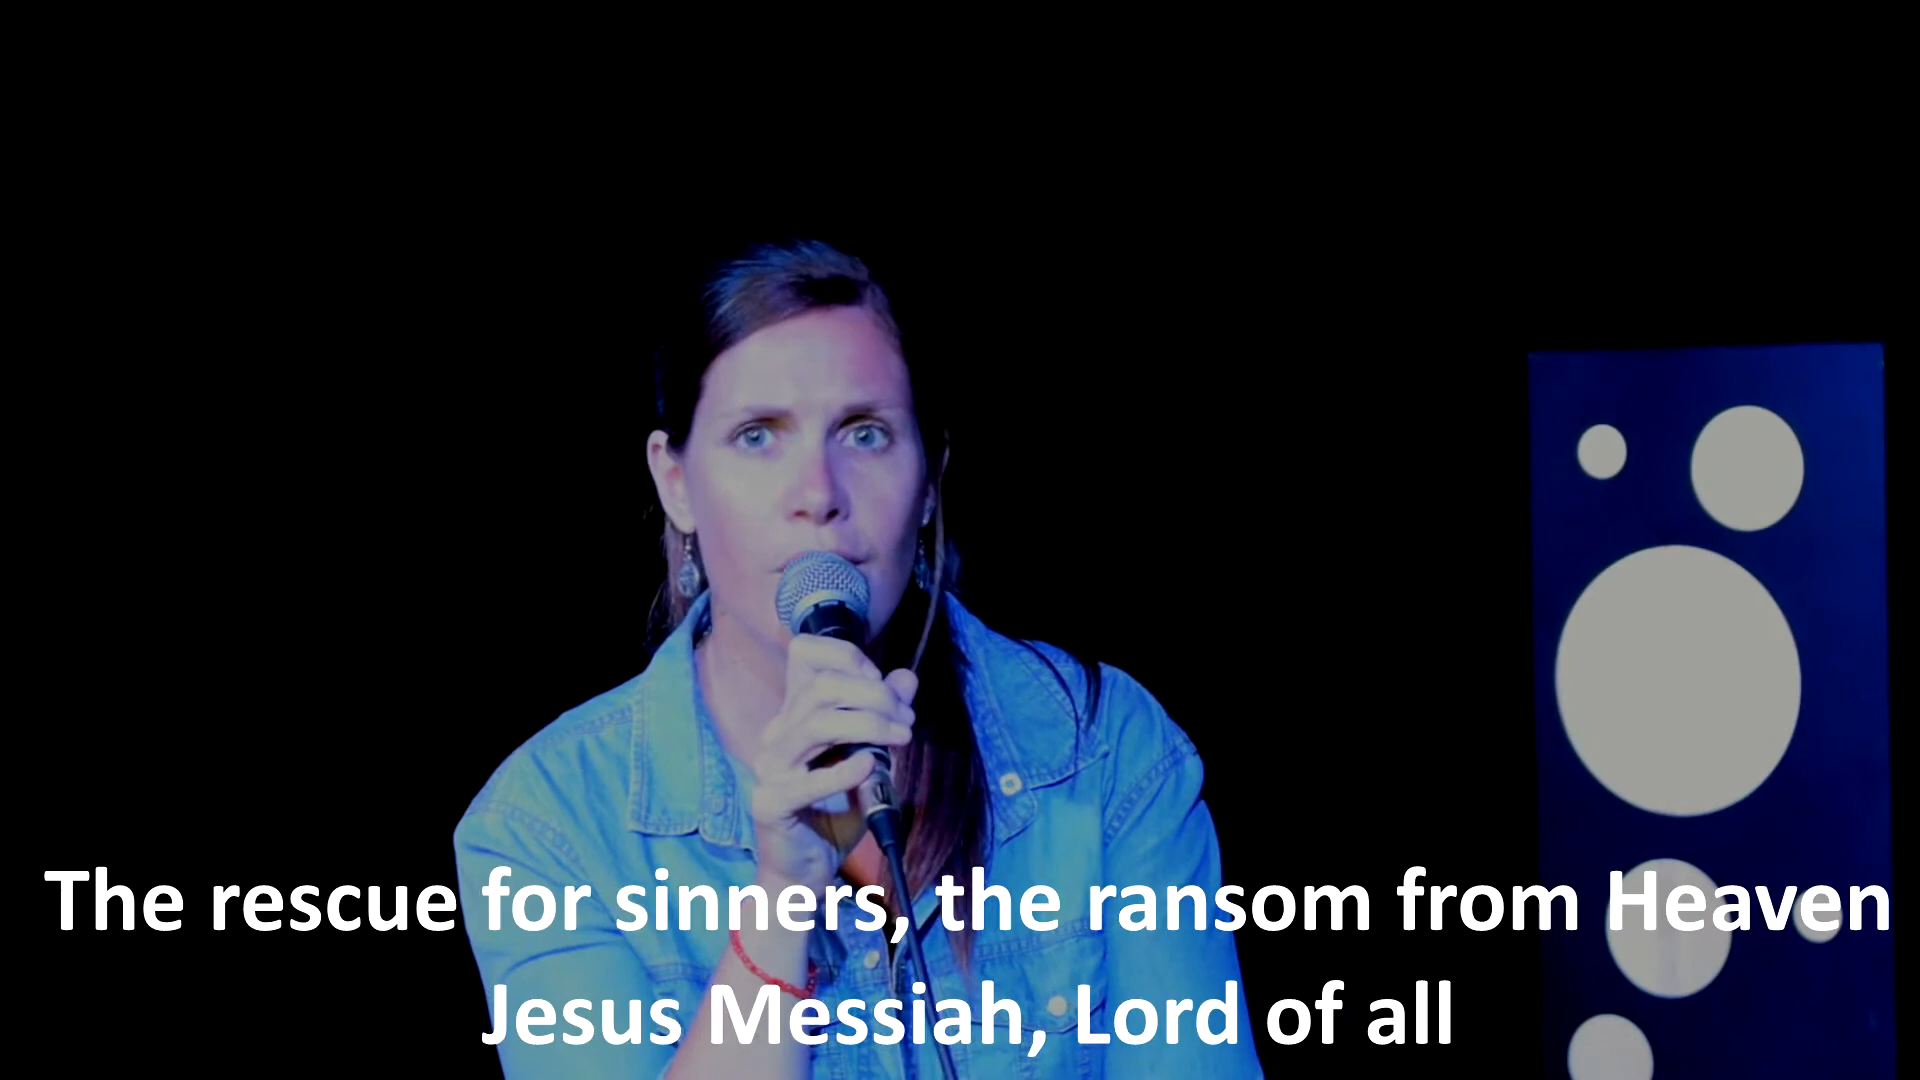 The rescue for sinners, the ransom from Heaven
Jesus Messiah, Lord of all